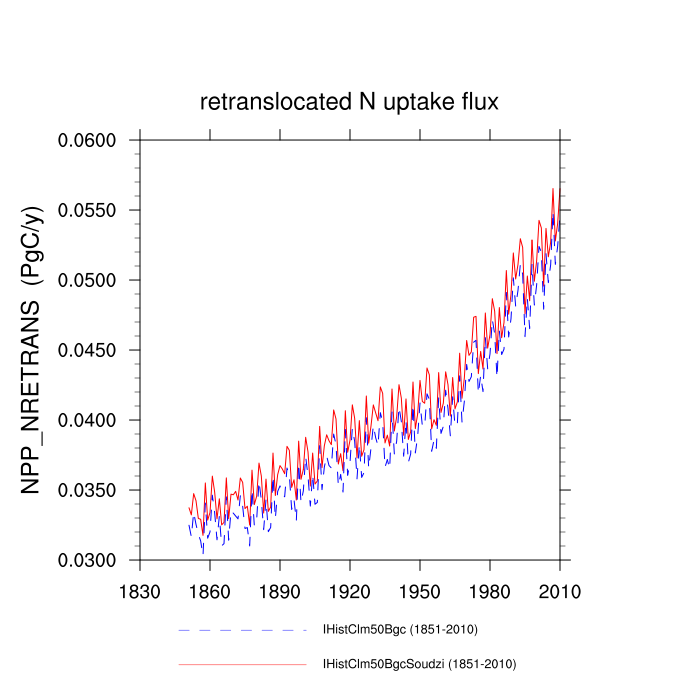 retranslocated N uptake flux
NPP_NRETRANS (PgC/y)
0.0600
0.0550
0.0500
0.0450
0.0400
0.0350
0.0300
1830 1860 1890 1920 1950 1980 2010
IHistClm50Bgc (1851-2010)
IHistClm50BgcSoudzi (1851-2010)